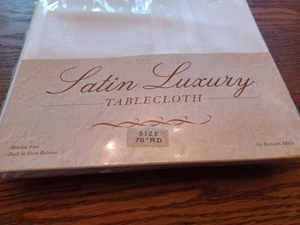 Satin Luxury
TABLECLOTH
SIZE
70" RD